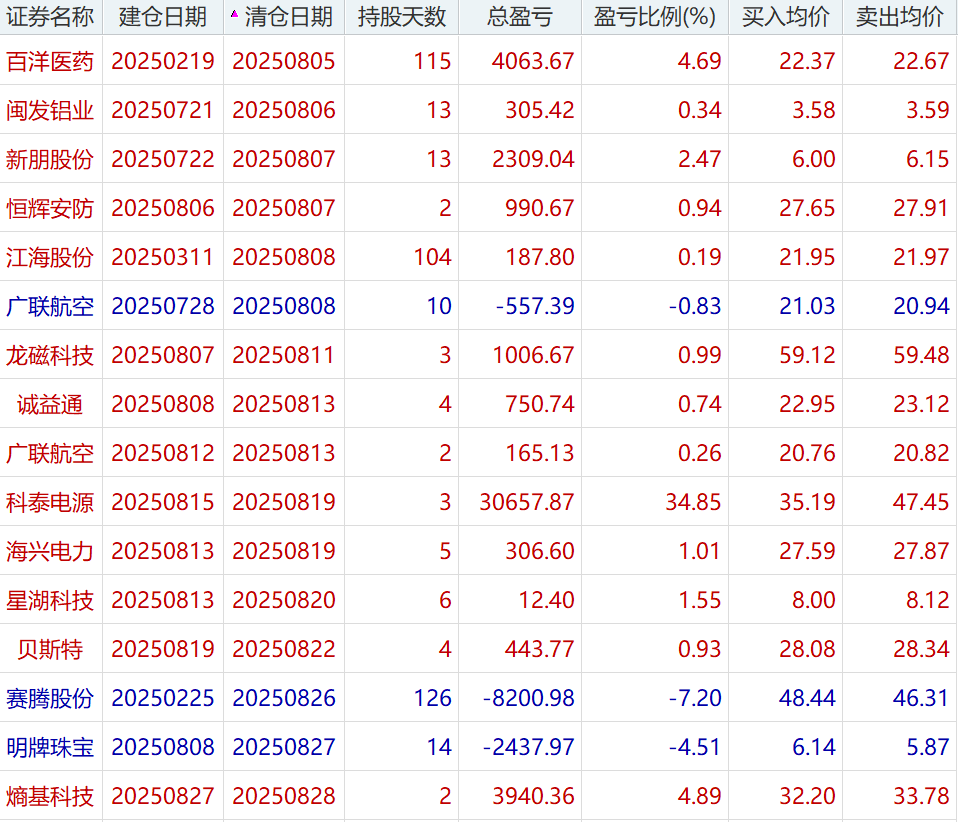 证券名称 建仓日期 清仓日期 持股天数 总盈亏 盈亏比例(%) 买入均价 卖出均价
百洋医药 20250219 20250805 115 4063.67 4.69 22.37 22.67
闽发铝业 20250721 20250806 13 305.42 0.34 3.58 3.59
新朋股份 20250722 20250807 13 2309.04 2.47 6.00 6.15
恒辉安防 20250806 20250807 2 990.67 0.94 27.65 27.91
江海股份 20250311 20250808 104 187.80 0.19 21.95 21.97
广联航空 20250728 20250808 10 -557.39 -0.83 21.03 20.94
龙磁科技 20250807 20250811 3 1006.67 0.99 59.12 59.48
诚益通 20250808 20250813 4 750.74 0.74 22.95 23.12
广联航空 20250812 20250813 2 165.13 0.26 20.76 20.82
科泰电源 20250815 20250819 3 30657.87 34.85 35.19 47.45
海兴电力 20250813 20250819 5 306.60 1.01 27.59 27.87
星湖科技 20250813 20250820 6 12.40 1.55 8.00 8.12
贝斯特 20250819 20250822 4 443.77 0.93 28.08 28.34
赛腾股份 20250225 20250826 126 -8200.98 -7.20 48.44 46.31
明牌珠宝 20250808 20250827 14 -2437.97 -4.51 6.14 5.87
熵基科技 20250827 20250828 2 3940.36 4.89 32.20 33.78